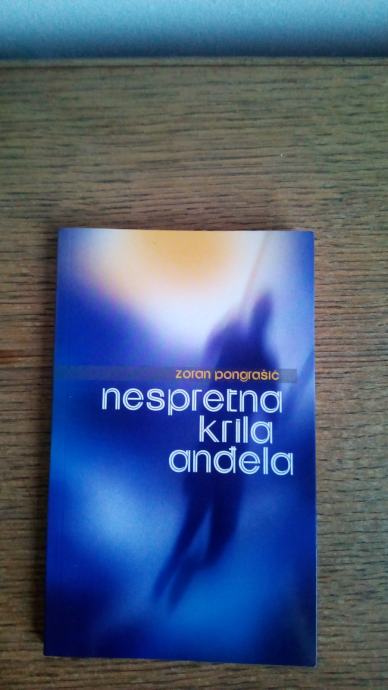 zoran pongrašić
nespretna
krila
anđela